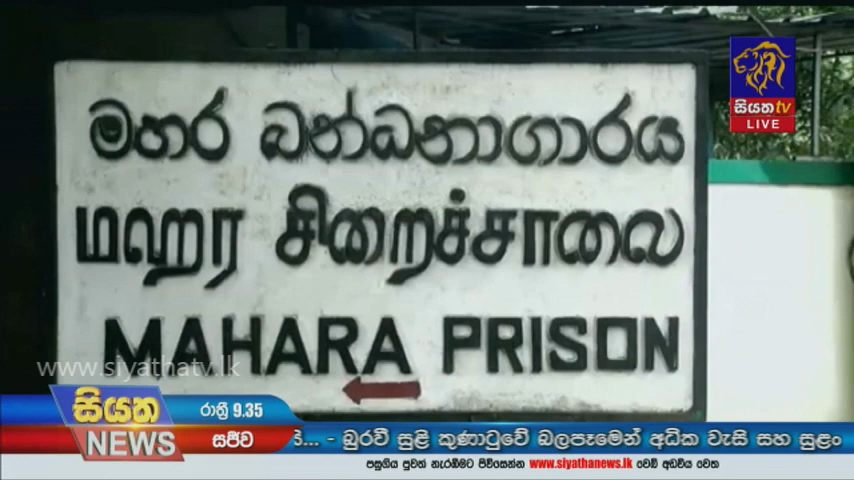 සියත tv
LIVE
මහර බන්ධනාගාරය
மஹர சிறைச்சாலை
MAHARA PRISON
www.siyathatv.lk
සියත
NEWS
රාත්‍රී 9.35
සජීව
... - බුරවි සුළි කුණාටුවේ බලපෑමෙන් අධික වැසි සහ සුළං
පසුගිය පුවත් නැරඹීමට පිවිසෙන්න www.siyathanews.lk වෙබ් අඩවිය වෙත